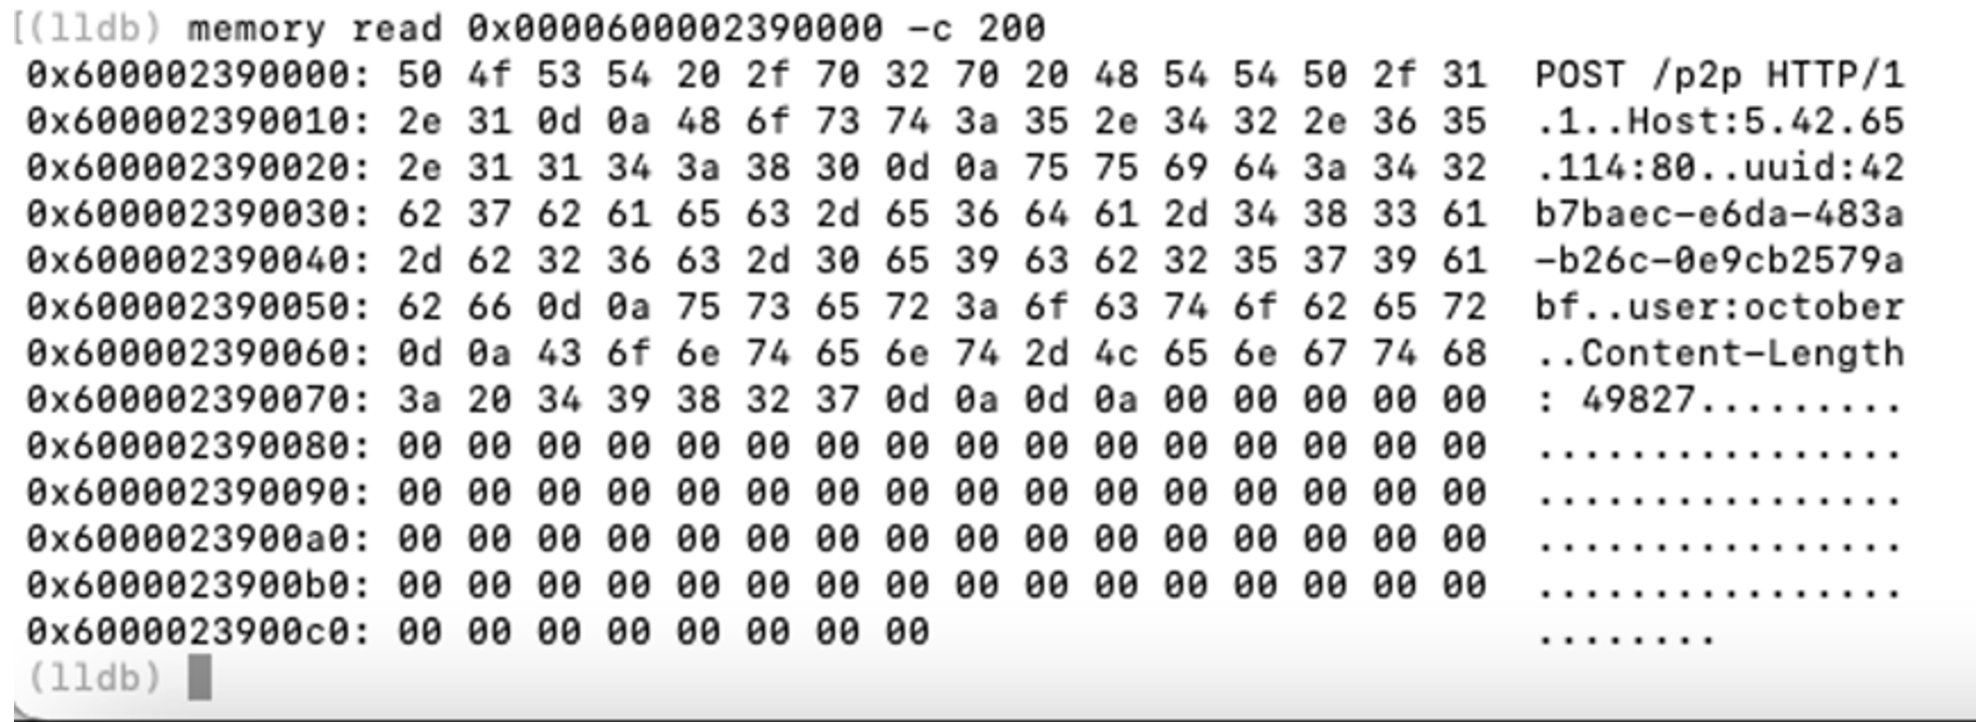 [(lldb) memory read 0x0000600002390000 -c 200
0x600002390000: 50 4f 53 54 20 2f 70 32 70 20 48 54 54 50 2f 31  POST /p2p HTTP/1
0x600002390010: 2e 31 0d 0a 48 6f 73 74 3a 35 2e 34 32 2e 36 35  .1..Host:5.42.65
0x600002390020: 2e 31 31 34 3a 38 30 0d 0a 75 75 69 64 3a 34 32  .114:80..uuid:42
0x600002390030: 62 37 62 61 65 63 2d 65 36 64 61 2d 34 38 33 61  b7baec-e6da-483a
0x600002390040: 2d 62 32 36 63 2d 30 65 39 63 62 32 35 37 39 61  -b26c-0e9cb2579a
0x600002390050: 62 66 0d 0a 75 73 65 72 3a 6f 63 74 6f 62 65 72  bf..user:october
0x600002390060: 0d 0a 43 6f 6e 74 65 6e 74 2d 4c 65 6e 67 74 68  ..Content-Length
0x600002390070: 3a 20 34 39 38 32 37 0d 0a 0d 0a 00 00 00 00 00  : 49827.........
0x600002390080: 00 00 00 00 00 00 00 00 00 00 00 00 00 00 00 00  ................
0x600002390090: 00 00 00 00 00 00 00 00 00 00 00 00 00 00 00 00  ................
0x6000023900a0: 00 00 00 00 00 00 00 00 00 00 00 00 00 00 00 00  ................
0x6000023900b0: 00 00 00 00 00 00 00 00 00 00 00 00 00 00 00 00  ................
0x6000023900c0: 00 00 00 00 00 00 00 00                          ........
(lldb)